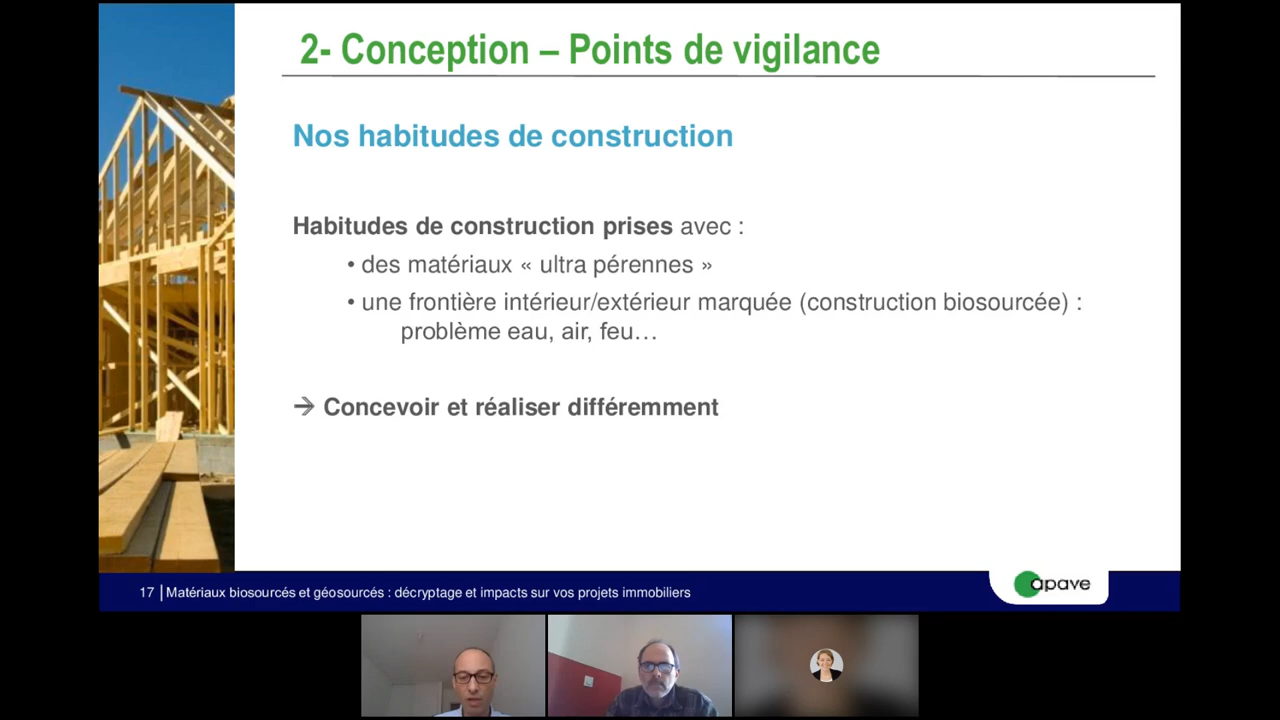 2- Conception – Points de vigilance
Nos habitudes de construction
Habitudes de construction prises avec :
• des matériaux « ultra pérennes »
• une frontière intérieur/extérieur marquée (construction biosourcée) :
problème eau, air, feu…
→ Concevoir et réaliser différemment
17 | Matériaux biosourcés et géosourcés : décryptage et impacts sur vos projets immobiliers
apave